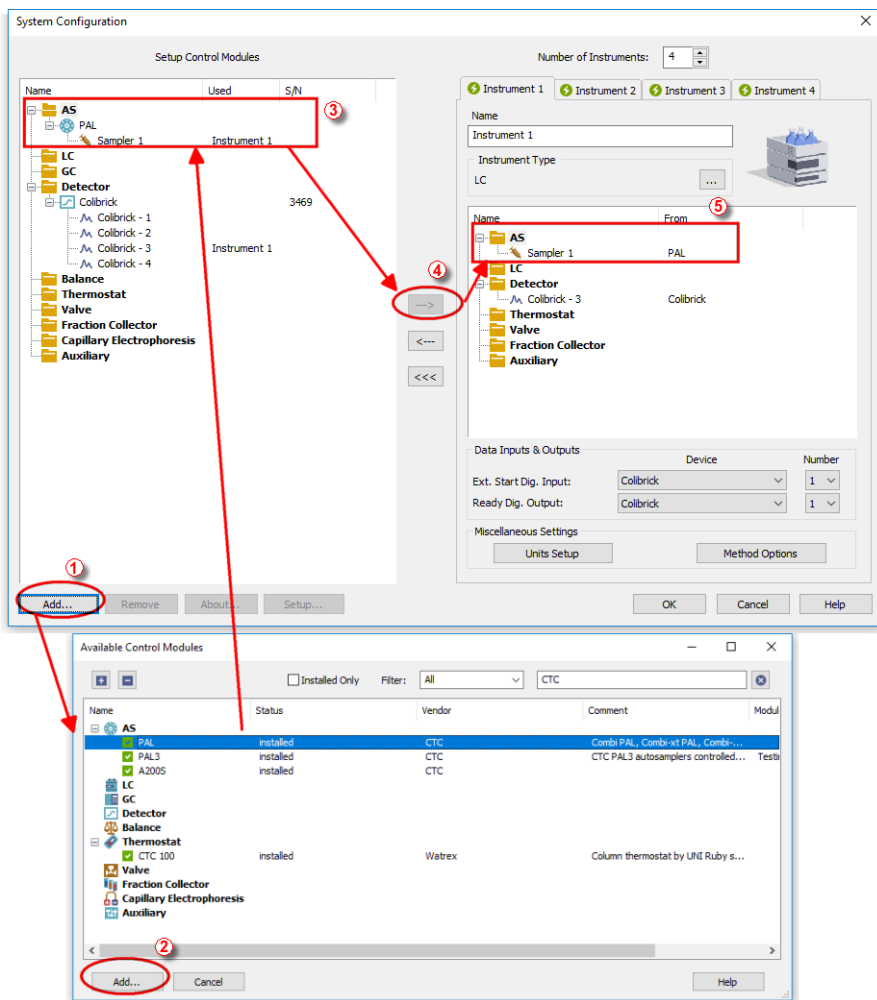 System Configuration
Setup Control Modules
Number of Instruments: 4
Name Used S/N
AS
PAL
Sampler 1 Instrument 1
LC
GC
Detector
Colibrick 3469
Colibrick - 1
Colibrick - 2
Colibrick - 3 Instrument 1
Colibrick - 4
Balance
Thermostat
Valve
Fraction Collector
Capillary Electrophoresis
Auxiliary
3
4
--->
<---
<<<
Instrument 1 Instrument 2 Instrument 3 Instrument 4
Name
Instrument 1
Instrument Type
LC ...
5
Name From
AS
Sampler 1 PAL
LC
Detector
Colibrick - 3 Colibrick
Thermostat
Valve
Fraction Collector
Auxiliary
Data Inputs & Outputs
Device Number
Ext. Start Dig. Input: Colibrick 1
Ready Dig. Output: Colibrick 1
Miscellaneous Settings
Units Setup Method Options
1
Add... Remove About... Setup... OK Cancel Help
Available Control Modules
Installed Only Filter: All CTC
Name Status Vendor Comment Modul
AS
PAL installed CTC Combi PAL, Combi-xt PAL, Combi-...
PAL3 installed CTC CTC PAL3 autosamplers controlled... Testi
A200S installed CTC
LC
GC
Detector
Balance
Thermostat
CTC 100 installed Watrex Column thermostat by UNI Ruby s...
Valve
Fraction Collector
Capillary Electrophoresis
Auxiliary
2
Add... Cancel Help